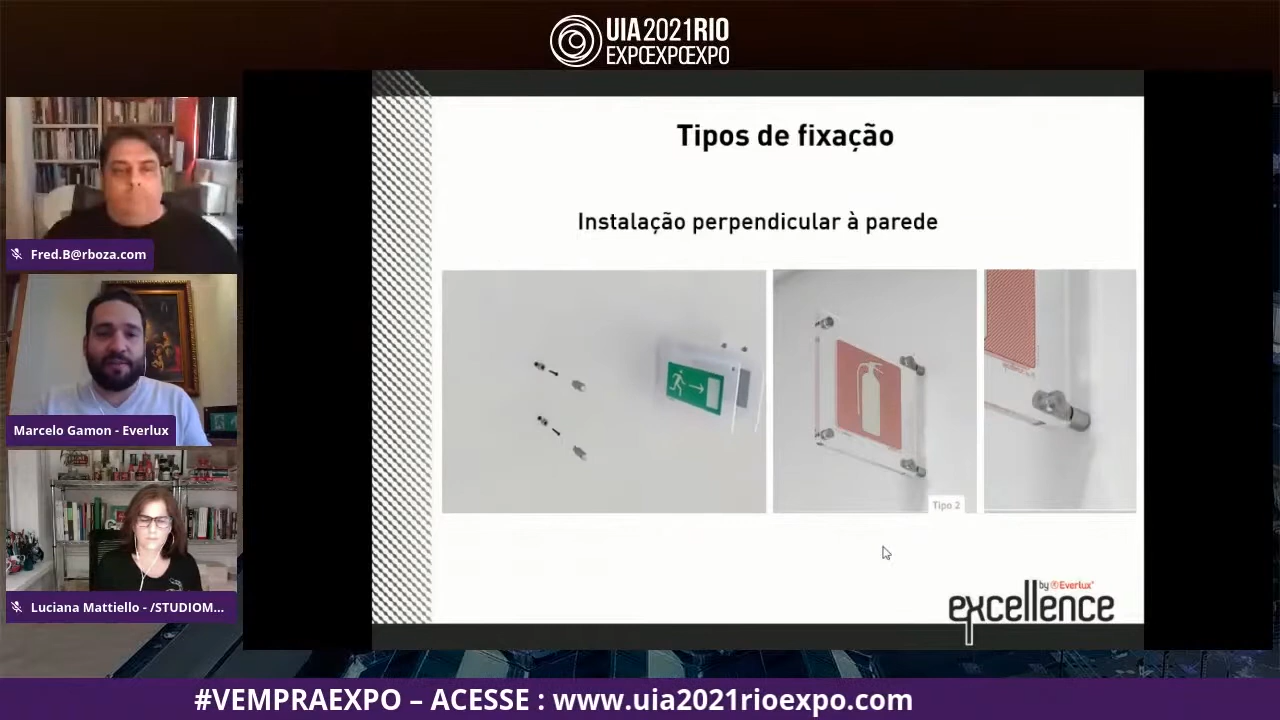 UIA2021RIO
EXPOEXPOEXPO
Fred.B@rboza.com
Marcelo Gamon - Everlux
Luciana Mattiello - /STUDIOM...
Tipos de fixação
Instalação perpendicular à parede
Tipo 2
by Everlux
excellence
#VEMPRAEXPO – ACESSE : www.uia2021rioexpo.com